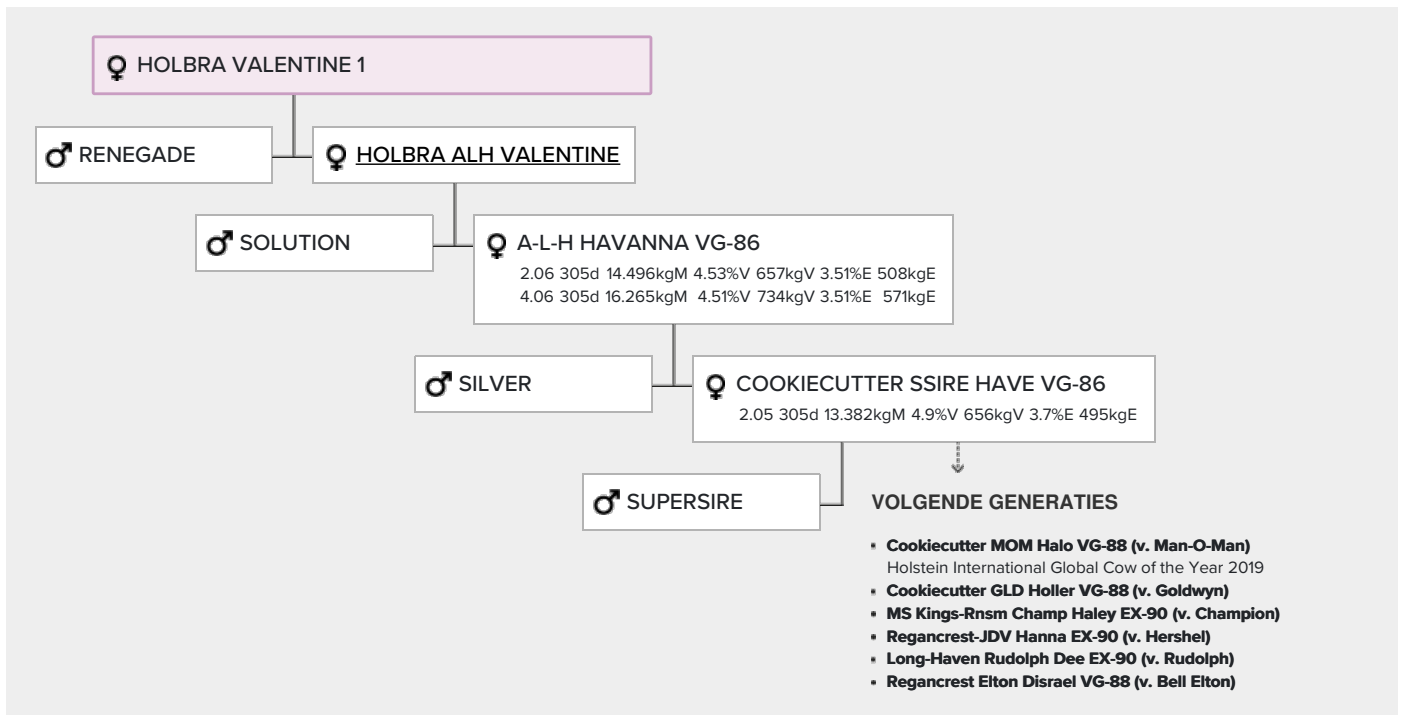 HOLBRA VALENTINE 1
RENEGADE
HOLBRA ALH VALENTINE
SOLUTION
A-L-H HAVANNA VG-86
2.06 305d 14.496kgM 4.53%V 657kgV 3.51%E 508kgE
4.06 305d 16.265kgM 4.51%V 734kgV 3.51%E 571kgE
SILVER
COOKIECUTTER SSIRE HAVE VG-86
2.05 305d 13.382kgM 4.9%V 656kgV 3.7%E 495kgE
SUPERSIRE
VOLGENDE GENERATIES
Cookiecutter MOM Halo VG-88 (v. Man-O-Man)
Holstein International Global Cow of the Year 2019
Cookiecutter GLD Holler VG-88 (v. Goldwyn)
MS Kings-Rnsm Champ Haley EX-90 (v. Champion)
Regancrest-JDV Hanna EX-90 (v. Hershel)
Long-Haven Rudolph Dee EX-90 (v. Rudolph)
Regancrest Elton Disrael VG-88 (v. Bell Elton)